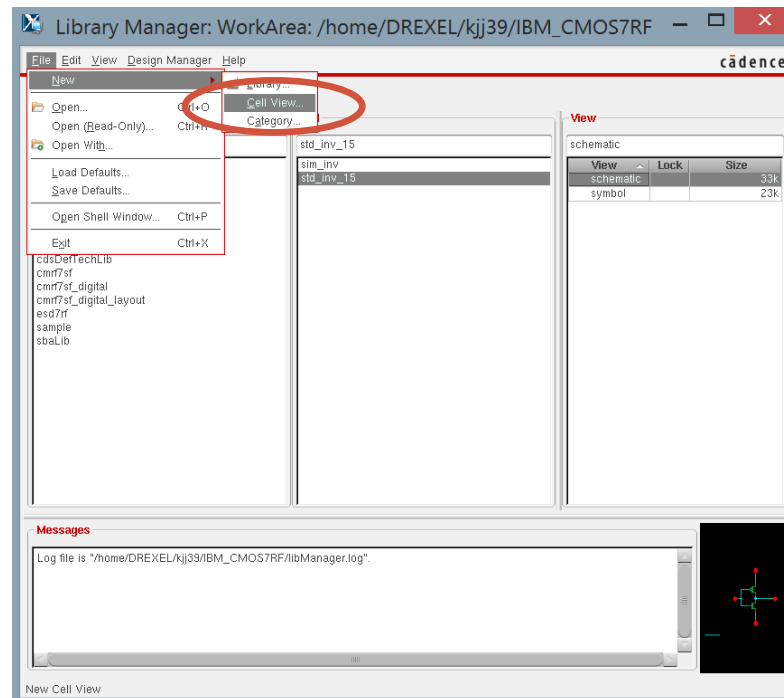 Library Manager: WorkArea: /home/DREXEL/kjj39/IBM_CMOS7RF
File Edit View Design Manager Help
cādence
New
Library...
Cell View...
Category...
Open... Ctrl+O
Open (Read-Only)...
Open With...
Load Defaults...
Save Defaults...
Open Shell Window... Ctrl+P
Exit Ctrl+X
cdsDefTechLib
cmrf7sf
cmrf7sf_digital
cmrf7sf_digital_layout
esd7rf
sample
sbaLib
std_inv_15
sim_inv
std_inv_15
View
schematic
View Lock Size
schematic 33k
symbol 23k
Messages
Log file is "/home/DREXEL/kjj39/IBM_CMOS7RF/libManager.log".
New Cell View